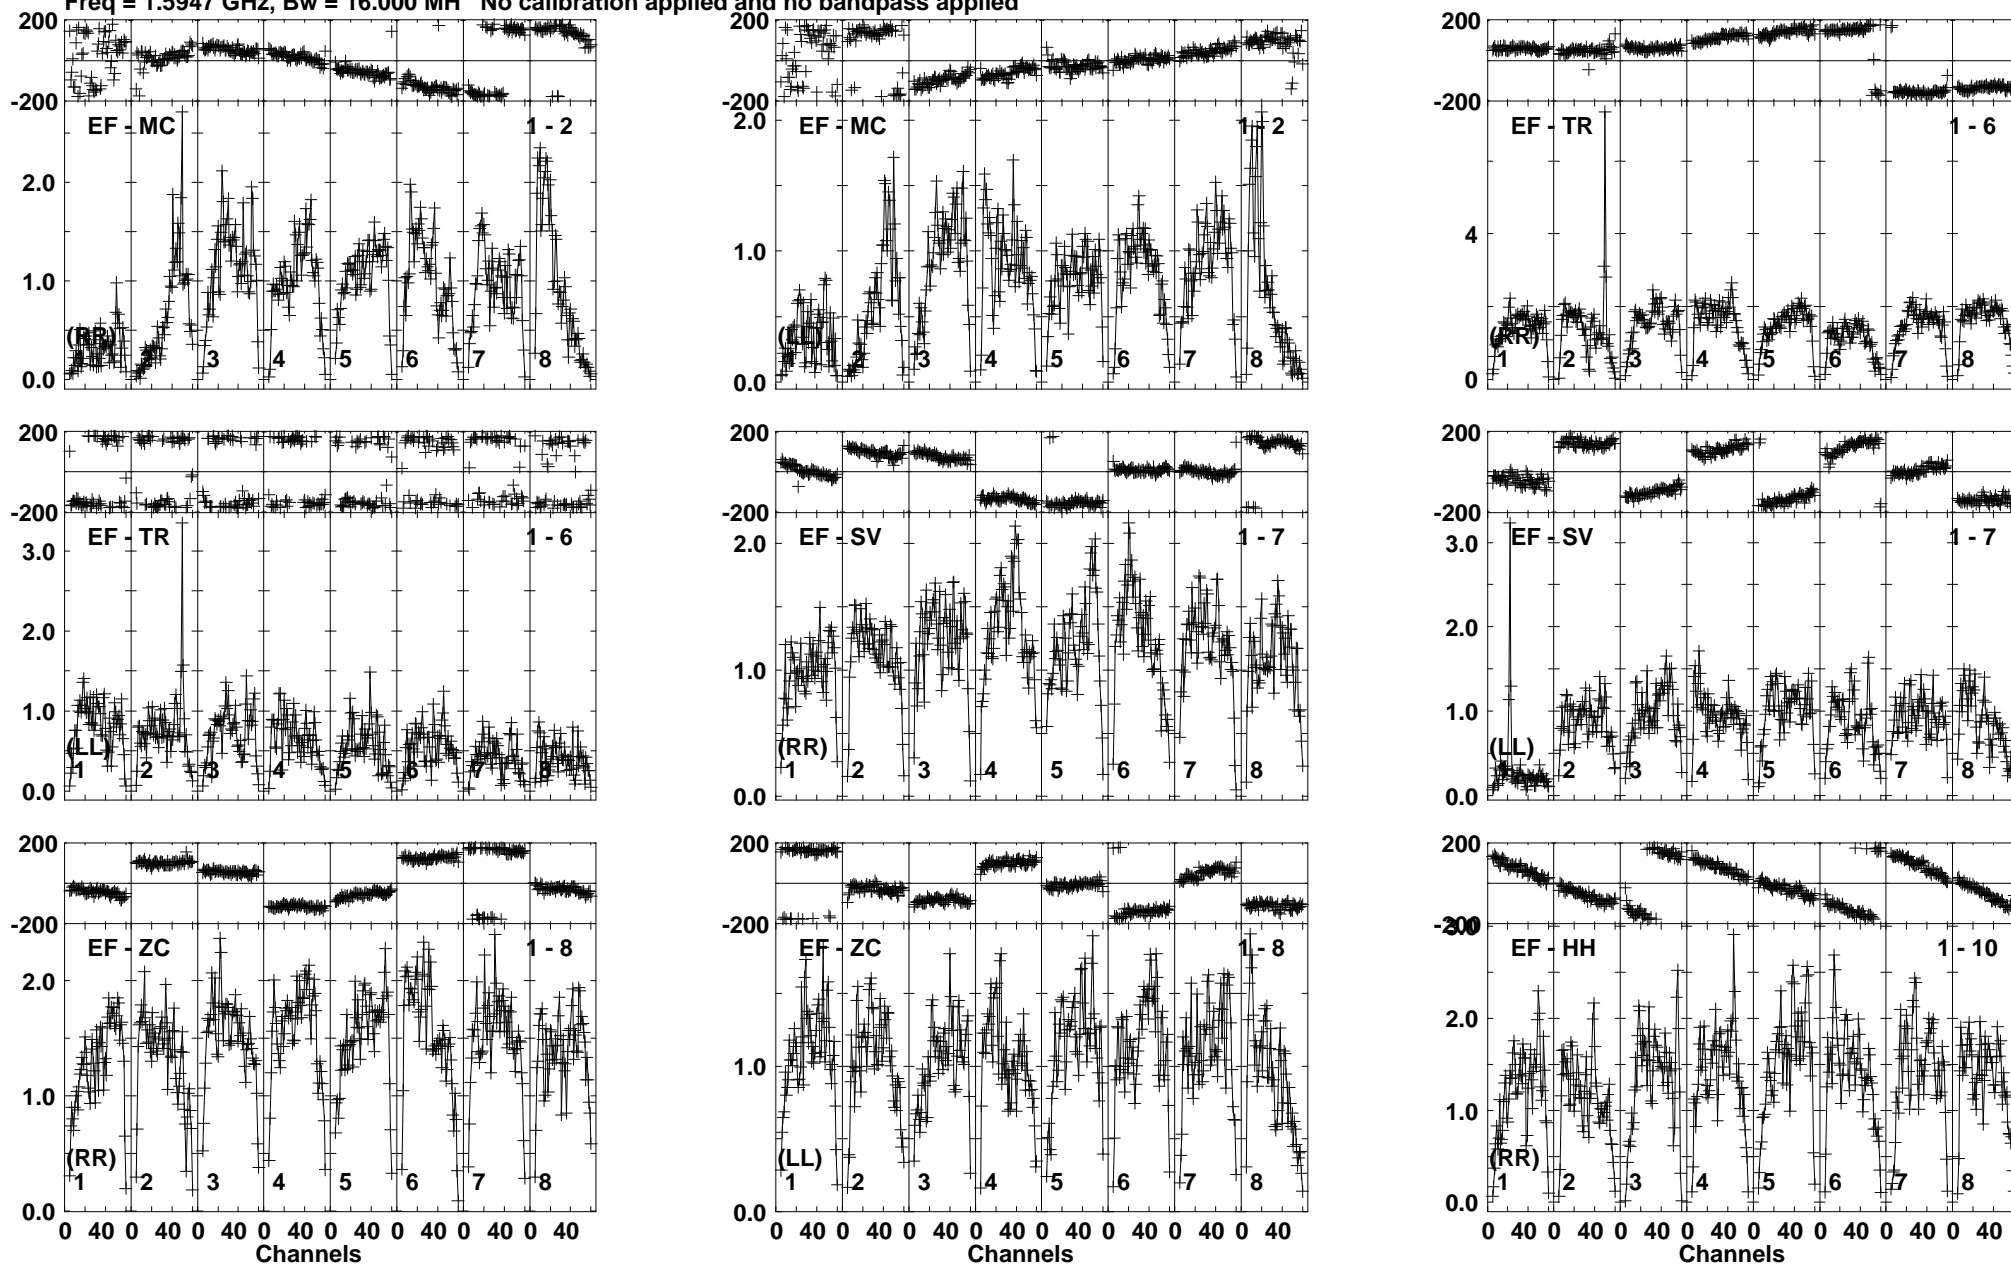 Freq = 1.5947 GHz, Bw = 16.000 MH No calibration applied and no bandpass applied
200 200 200
-200 -200 -200
EF - MC 1 - 2 EF - MC 1 - 2 EF - TR 1 - 6
2.0 1.0 0.0
(RR)
1 2 3 4 5 6 7 8
2.0 1.0 0.0
(LL)
1 2 3 4 5 6 7 8
4 0
(RR)
1 2 3 4 5 6 7 8
200 200 200
-200 -200 -200
EF - TR 1 - 6 EF - SV 1 - 7 EF - SV 1 - 7
3.0 2.0 1.0 0.0
(LL)
1 2 3 4 5 6 7 8
2.0 1.0 0.0
(RR)
1 2 3 4 5 6 7 8
3.0 2.0 1.0 0.0
(LL)
1 2 3 4 5 6 7 8
200 200 200
-200 -200 -200
EF - ZC 1 - 8 EF - ZC 1 - 8 EF - HH 1 - 10
2.0 1.0 0.0
(RR)
1 2 3 4 5 6 7 8
1.0 0.0
(LL)
1 2 3 4 5 6 7 8
3.0 2.0 1.0 0.0
(RR)
1 2 3 4 5 6 7 8
0 40 0 40 0 40 0 40 0 40 0 40 0 40 0 40
Channels
0 40 0 40 0 40 0 40 0 40 0 40 0 40 0 40
Channels
0 40 0 40 0 40 0 40 0 40 0 40 0 40 0 40
Channels